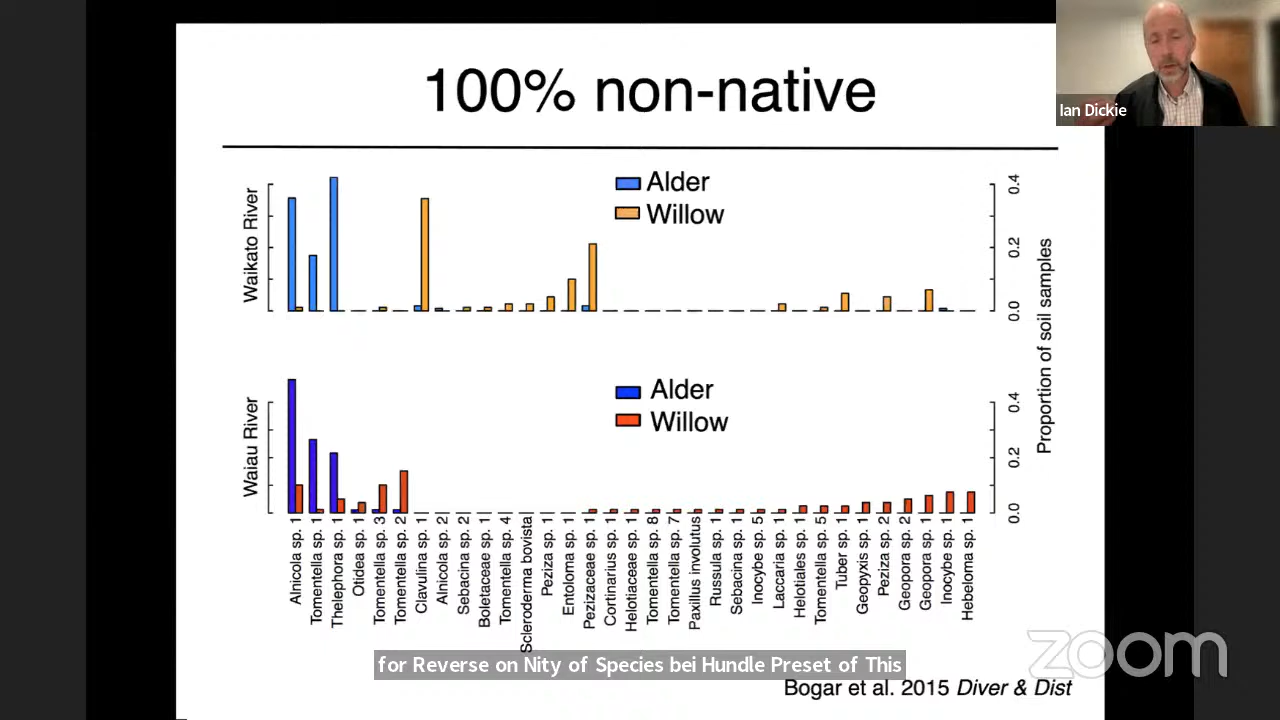 100% non-native
Ian Dickie
Waikato River
Alder
Willow
0.4
0.2
0.0
Waiau River
Alder
Willow
0.4
0.2
0.0
Proportion of soil samples
Alnicola sp. 1
Tomentella sp. 1
Thelephora sp. 1
Otidea sp. 1
Tomentella sp. 3
Tomentella sp. 2
Clavulina sp. 1
Alnicola sp. 2
Sebacina sp. 2
Boletaceae sp. 1
Tomentella sp. 4
Scleroderma bovista
Peziza sp. 1
Entoloma sp. 1
Pezizaceae sp. 1
Cortinarius sp. 1
Helotiaceae sp. 1
Tomentella sp. 8
Tomentella sp. 7
Paxillus involutus
Russula sp. 1
Sebacina sp. 1
Inocybe sp. 5
Laccaria sp. 1
Helotiales sp. 1
Tomentella sp. 5
Tuber sp. 1
Geopyxis sp. 1
Peziza sp. 2
Geopora sp. 2
Geopora sp. 1
Inocybe sp. 1
Hebeloma sp. 1
for Reverse on Nity of Species bei Hundle Preset of This
zoom
Bogar et al. 2015 Diver & Dist